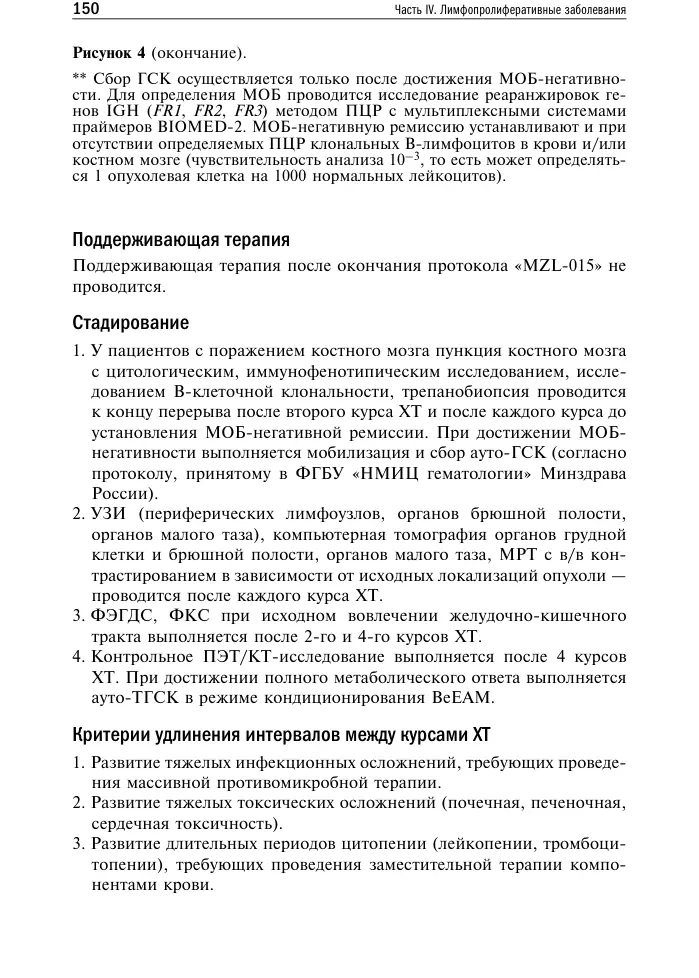 150
Часть IV. Лимфопролиферативные заболевания
Рисунок 4 (окончание).
** Сбор ГСК осуществляется только после достижения МОБ-негативно-
сти. Для определения МОБ проводится исследование реаранжировок ге-
нов IGH (FR1, FR2, FR3) методом ПЦР с мультиплексными системами
праймеров BIOMED-2. МОБ-негативную ремиссию устанавливают и при
отсутствии определяемых ПЦР клональных В-лимфоцитов в крови и/или
костном мозге (чувствительность анализа 10⁻³, то есть может определять-
ся 1 опухолевая клетка на 1000 нормальных лейкоцитов).
Поддерживающая терапия
Поддерживающая терапия после окончания протокола «MZL-015» не
проводится.
Стадирование
1. У пациентов с поражением костного мозга пункция костного мозга
с цитологическим, иммунофенотипическим исследованием, иссле-
дованием В-клеточной клональности, трепанобиопсия проводится
к концу перерыва после второго курса ХТ и после каждого курса до
установления МОБ-негативной ремиссии. При достижении МОБ-
негативности выполняется мобилизация и сбор ауто-ГСК (согласно
протоколу, принятому в ФГБУ «НМИЦ гематологии» Минздрава
России).
2. УЗИ (периферических лимфоузлов, органов брюшной полости,
органов малого таза), компьютерная томография органов грудной
клетки и брюшной полости, органов малого таза, МРТ с в/в кон-
трастированием в зависимости от исходных локализаций опухоли —
проводится после каждого курса ХТ.
3. ФЭГДС, ФКС при исходном вовлечении желудочно-кишечного
тракта выполняется после 2-го и 4-го курсов ХТ.
4. Контрольное ПЭТ/КТ-исследование выполняется после 4 курсов
ХТ. При достижении полного метаболического ответа выполняется
ауто-ТГСК в режиме кондиционирования BeEAM.
Критерии удлинения интервалов между курсами ХТ
1. Развитие тяжелых инфекционных осложнений, требующих проведе-
ния массивной противомикробной терапии.
2. Развитие тяжелых токсических осложнений (почечная, печеночная,
сердечная токсичность).
3. Развитие длительных периодов цитопении (лейкопении, тромбоци-
топении), требующих проведения заместительной терапии компо-
нентами крови.